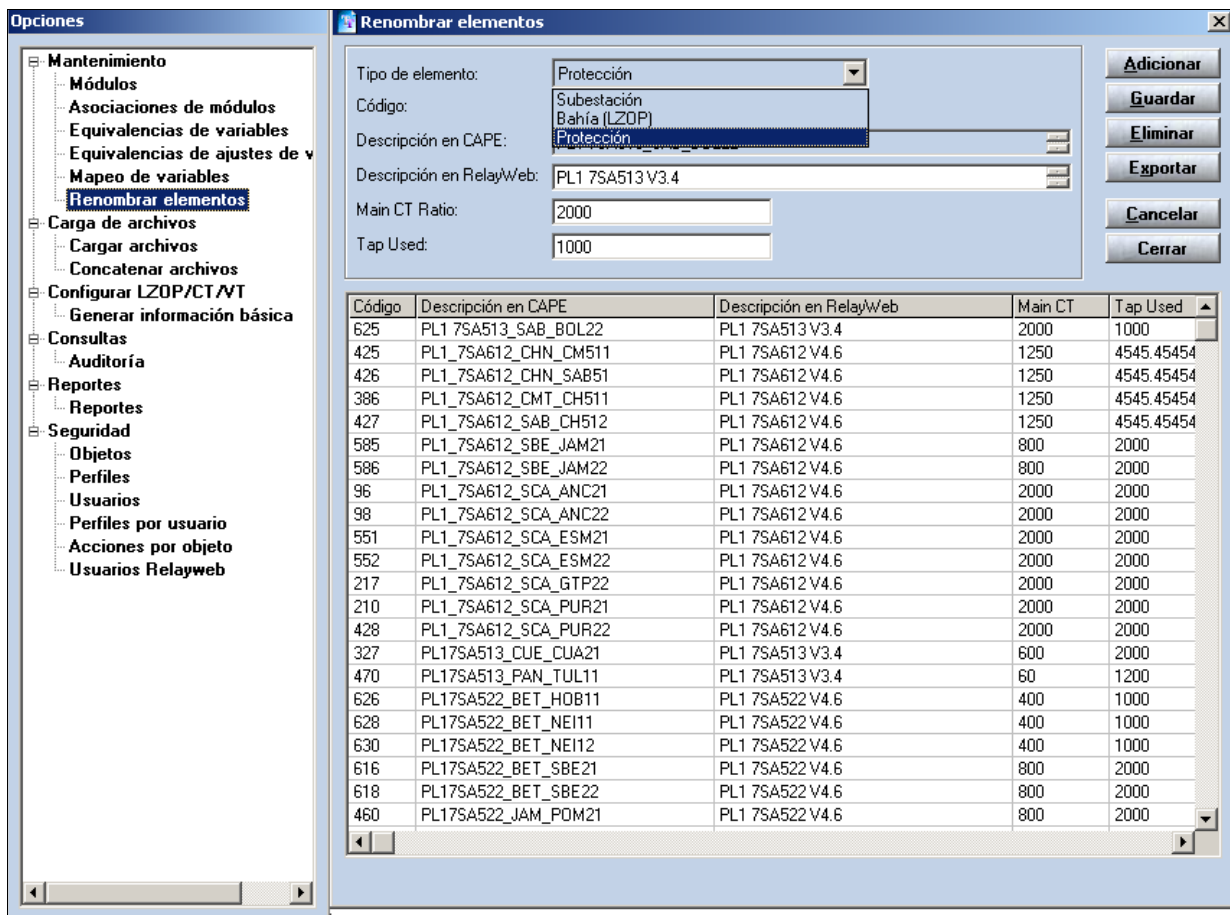 Opciones
Mantenimiento
Módulos
Asociaciones de módulos
Equivalencias de variables
Equivalencias de ajustes de v
Mapeo de variables
Renombrar elementos
Carga de archivos
Cargar archivos
Concatenar archivos
Configurar LZOP/CT/VT
Generar información básica
Consultas
Auditoría
Reportes
Reportes
Seguridad
Objetos
Perfiles
Usuarios
Perfiles por usuario
Acciones por objeto
Usuarios Relayweb
Renombrar elementos
Tipo de elemento: Protección
Subestación
Bahía (LZOP)
Protección
Código:
Descripción en CAPE:
Descripción en RelayWeb: PL1 7SA513 V3.4
Main CT Ratio: 2000
Tap Used: 1000
Adicionar
Guardar
Eliminar
Exportar
Cancelar
Cerrar
Código Descripción en CAPE Descripción en RelayWeb Main CT Tap Used
625 PL1 7SA513_SAB_BOL22 PL1 7SA513 V3.4 2000 1000
425 PL1_7SA612_CHN_CM511 PL1 7SA612 V4.6 1250 4545.45454
426 PL1_7SA612_CHN_SAB51 PL1 7SA612 V4.6 1250 4545.45454
386 PL1_7SA612_CMT_CH511 PL1 7SA612 V4.6 1250 4545.45454
427 PL1_7SA612_SAB_CH512 PL1 7SA612 V4.6 1250 4545.45454
585 PL1_7SA612_SBE_JAM21 PL1 7SA612 V4.6 800 2000
586 PL1_7SA612_SBE_JAM22 PL1 7SA612 V4.6 800 2000
96 PL1_7SA612_SCA_ANC21 PL1 7SA612 V4.6 2000 2000
98 PL1_7SA612_SCA_ANC22 PL1 7SA612 V4.6 2000 2000
551 PL1_7SA612_SCA_ESM21 PL1 7SA612 V4.6 2000 2000
552 PL1_7SA612_SCA_ESM22 PL1 7SA612 V4.6 2000 2000
217 PL1_7SA612_SCA_GTP22 PL1 7SA612 V4.6 2000 2000
210 PL1_7SA612_SCA_PUR21 PL1 7SA612 V4.6 2000 2000
428 PL1_7SA612_SCA_PUR22 PL1 7SA612 V4.6 2000 2000
327 PL17SA513_CUE_CUA21 PL1 7SA513 V3.4 600 2000
470 PL17SA513_PAN_TUL11 PL1 7SA513 V3.4 60 1200
626 PL17SA522_BET_HOB11 PL1 7SA522 V4.6 400 1000
628 PL17SA522_BET_NEI11 PL1 7SA522 V4.6 400 1000
630 PL17SA522_BET_NEI12 PL1 7SA522 V4.6 400 1000
616 PL17SA522_BET_SBE21 PL1 7SA522 V4.6 800 2000
618 PL17SA522_BET_SBE22 PL1 7SA522 V4.6 800 2000
460 PL17SA522_JAM_POM21 PL1 7SA522 V4.6 800 2000